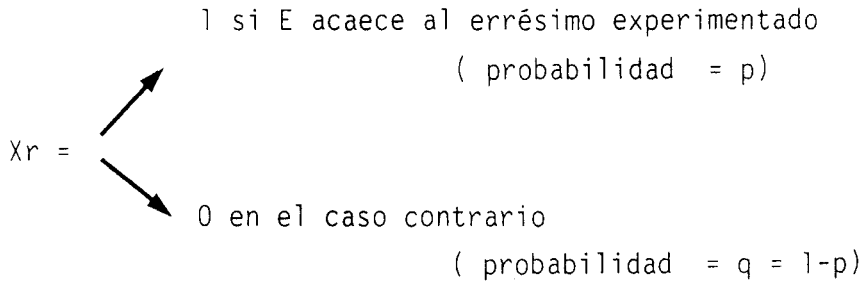 1 si E acaece al errésimo experimentado
( probabilidad = p)
Xr =
0 en el caso contrario
( probabilidad = q = 1-p)